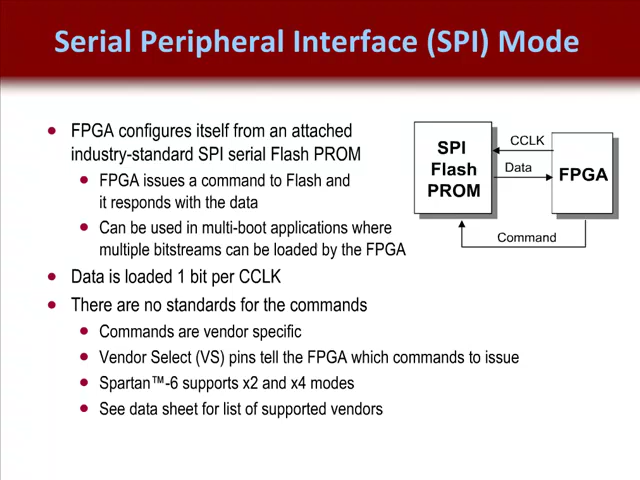 Serial Peripheral Interface (SPI) Mode
• FPGA configures itself from an attached
industry-standard SPI serial Flash PROM
• FPGA issues a command to Flash and
it responds with the data
• Can be used in multi-boot applications where
multiple bitstreams can be loaded by the FPGA
• Data is loaded 1 bit per CCLK
• There are no standards for the commands
• Commands are vendor specific
• Vendor Select (VS) pins tell the FPGA which commands to issue
• Spartan™-6 supports x2 and x4 modes
• See data sheet for list of supported vendors
SPI
Flash
PROM
CCLK
Data
FPGA
Command